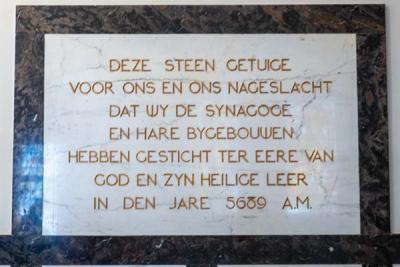 DEZE STEEN GETUIGE
VOOR ONS EN ONS NAGESLACHT
DAT WY DE SYNAGOGE
EN HARE BYGEBOUWEN
HEBBEN GESTICHT TER EERE VAN
GOD EN ZYN HEILIGE LEER
IN DEN JARE 5689 A.M.